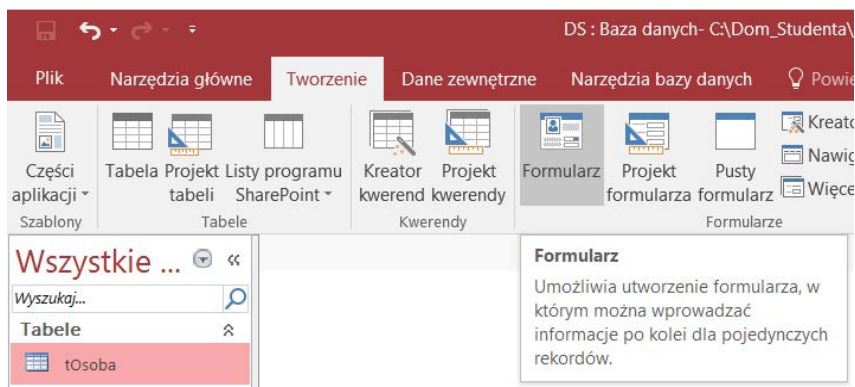 DS : Baza danych- C:\Dom_Studenta\
Plik Narzędzia główne Tworzenie Dane zewnętrzne Narzędzia bazy danych
Części aplikacji
Tabela
Projekt tabeli
Listy programu SharePoint
Kreator kwerend
Projekt kwerendy
Formularz
Projekt formularza
Pusty formularz
Szablony Tabele Kwerendy Formularze
Wszystkie ...
Wyszukaj...
Tabele
tOsoba
Formularz
Umożliwia utworzenie formularza, w
którym można wprowadzać
informacje po kolei dla pojedynczych
rekordów.